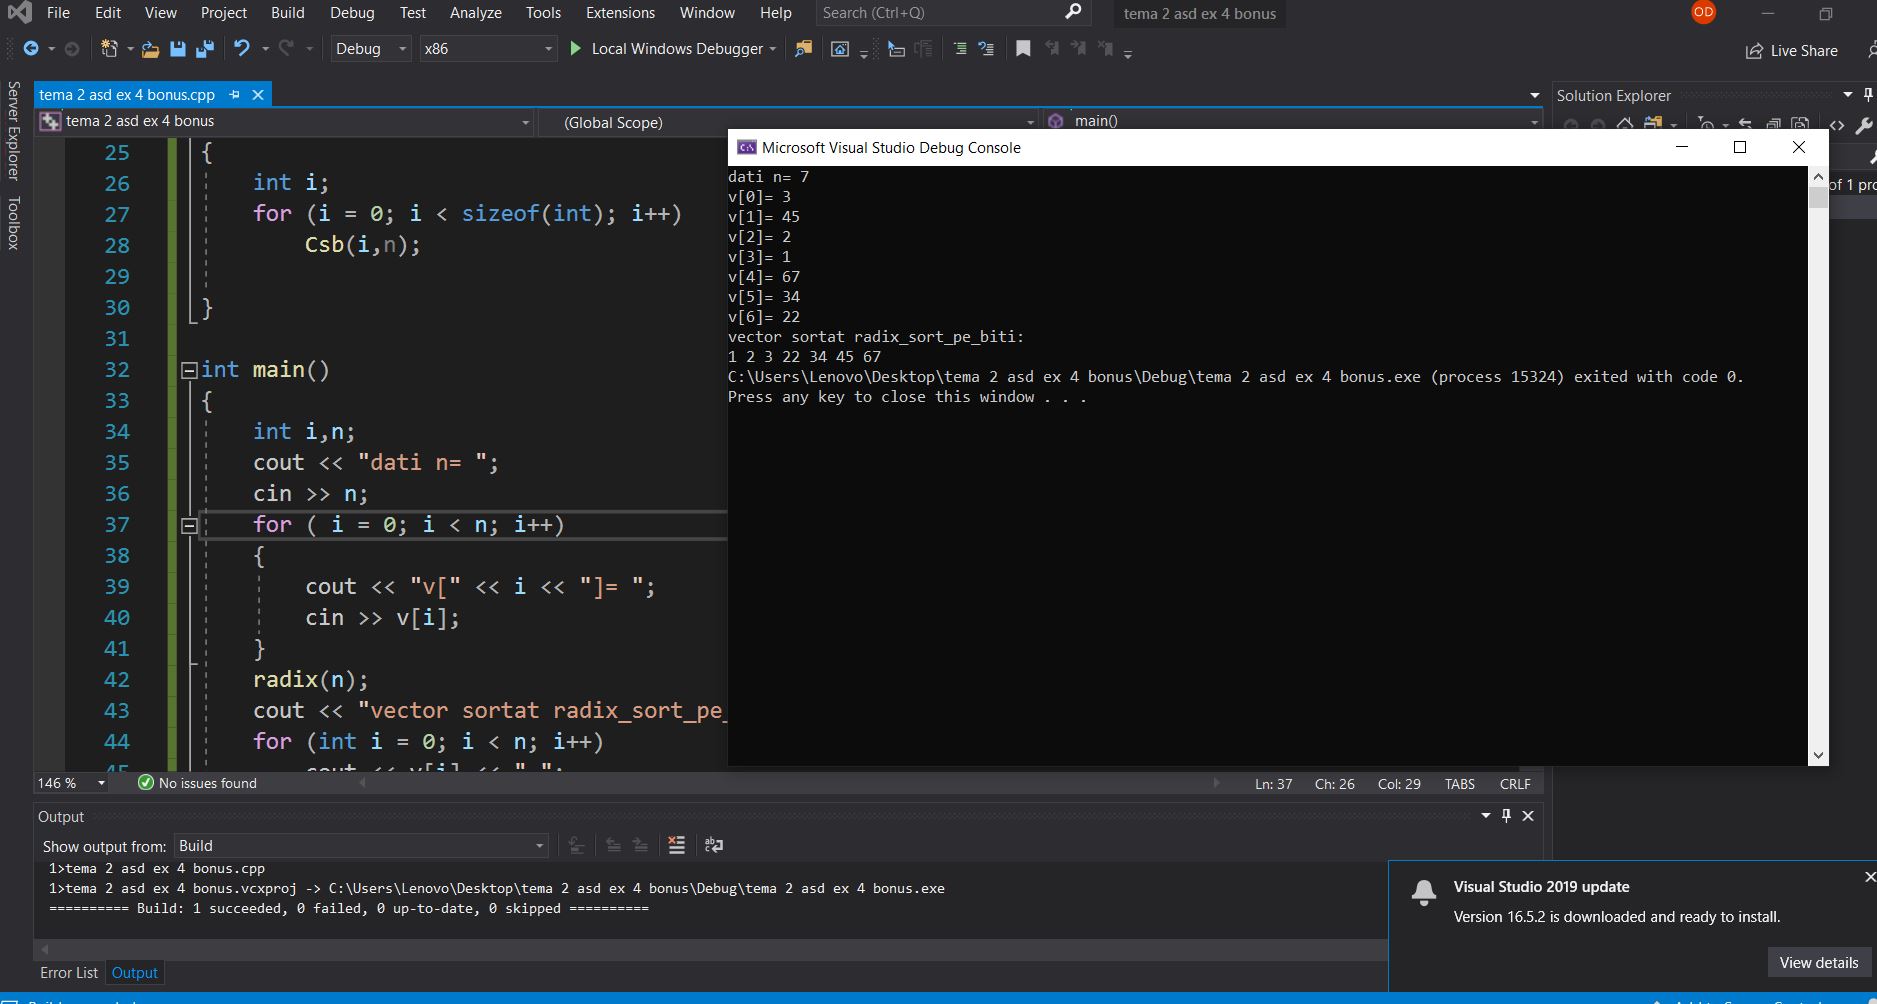 File Edit View Project Build Debug Test Analyze Tools Extensions Window Help Search (Ctrl+Q) tema 2 asd ex 4 bonus OD
Debug x86 Local Windows Debugger Live Share
Server Explorer
Toolbox
tema 2 asd ex 4 bonus.cpp
tema 2 asd ex 4 bonus (Global Scope) main()
25 {
26 int i;
27 for (i = 0; i < sizeof(int); i++)
28 Csb(i,n);
29
30 }
31
32 int main()
33 {
34 int i,n;
35 cout << "dati n= ";
36 cin >> n;
37 for ( i = 0; i < n; i++)
38 {
39 cout << "v[" << i << "]= ";
40 cin >> v[i];
41 }
42 radix(n);
43 cout << "vector sortat radix_sort_pe_
44 for (int i = 0; i < n; i++)
45 cout << v[i] << " ";
146 % No issues found Ln: 37 Ch: 26 Col: 29 TABS CRLF
Microsoft Visual Studio Debug Console
dati n= 7
v[0]= 3
v[1]= 45
v[2]= 2
v[3]= 1
v[4]= 67
v[5]= 34
v[6]= 22
vector sortat radix_sort_pe_biti:
1 2 3 22 34 45 67
C:\Users\Lenovo\Desktop\tema 2 asd ex 4 bonus\Debug\tema 2 asd ex 4 bonus.exe (process 15324) exited with code 0.
Press any key to close this window . . .
Solution Explorer
of 1 pro
Output
Show output from: Build
1>tema 2 asd ex 4 bonus.cpp
1>tema 2 asd ex 4 bonus.vcxproj -> C:\Users\Lenovo\Desktop\tema 2 asd ex 4 bonus\Debug\tema 2 asd ex 4 bonus.exe
========== Build: 1 succeeded, 0 failed, 0 up-to-date, 0 skipped ==========
Error List Output
Visual Studio 2019 update
Version 16.5.2 is downloaded and ready to install.
View details